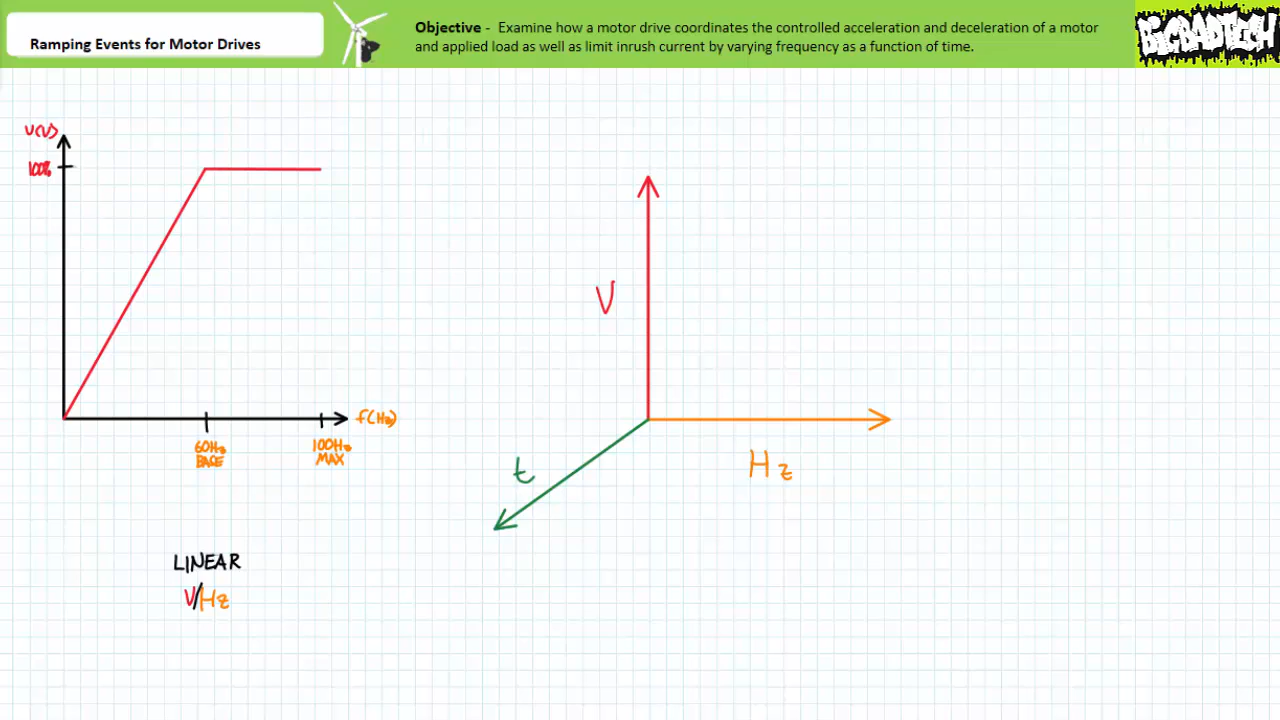 Ramping Events for Motor Drives
Objective - Examine how a motor drive coordinates the controlled acceleration and deceleration of a motor
and applied load as well as limit inrush current by varying frequency as a function of time.
BIGBADTECH
V(V)
100%
f(Hz)
60Hz
BASE
100Hz
MAX
LINEAR
V/Hz
V
Hz
t